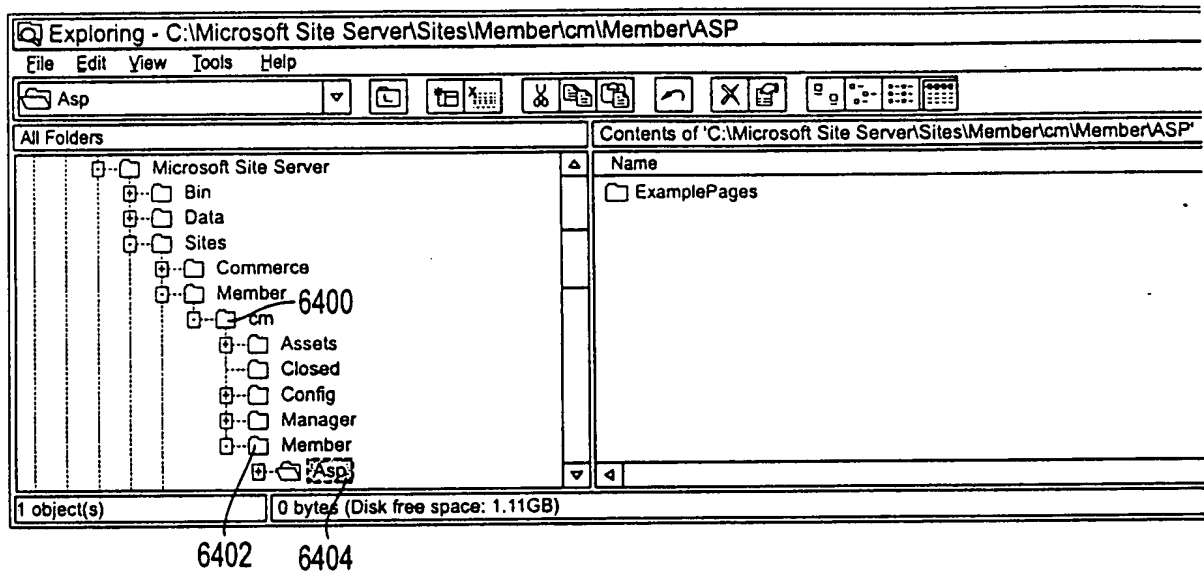 Exploring - C:\Microsoft Site Server\Sites\Member\cm\Member\ASP
File Edit View Tools Help
Asp
All Folders
Contents of 'C:\Microsoft Site Server\Sites\Member\cm\Member\ASP'
Microsoft Site Server
Bin
Data
Sites
Commerce
Member
6400
cm
Assets
Closed
Config
Manager
Member
Asp
Name
ExamplePages
1 object(s)
0 bytes (Disk free space: 1.11GB)
6402 6404